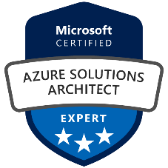 Microsoft
CERTIFIED
AZURE SOLUTIONS
ARCHITECT
EXPERT